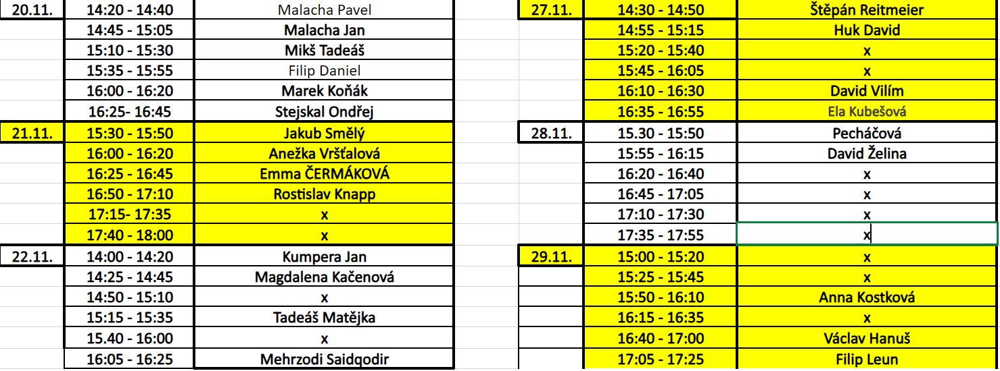 20.11. 14:20 - 14:40 Malacha Pavel
14:45 - 15:05 Malacha Jan
15:10 - 15:30 Mikš Tadeáš
15:35 - 15:55 Filip Daniel
16:00 - 16:20 Marek Koňák
16:25- 16:45 Stejskal Ondřej
21.11. 15:30 - 15:50 Jakub Smělý
16:00 - 16:20 Anežka Vršťalová
16:25 - 16:45 Emma ČERMÁKOVÁ
16:50 - 17:10 Rostislav Knapp
17:15- 17:35 x
17:40 - 18:00 x
22.11. 14:00 - 14:20 Kumpera Jan
14:25 - 14:45 Magdalena Kačenová
14:50 - 15:10 x
15:15 - 15:35 Tadeáš Matějka
15.40 - 16:00 x
16:05 - 16:25 Mehrzodi Saidqodir
27.11. 14:30 - 14:50 Štěpán Reitmeier
14:55 - 15:15 Huk David
15:20 - 15:40 x
15:45 - 16:05 x
16:10 - 16:30 David Vilím
16:35 - 16:55 Ela Kubešová
28.11. 15.30 - 15:50 Pecháčová
15:55 - 16:15 David Želina
16:20 - 16:40 x
16:45 - 17:05 x
17:10 - 17:30 x
17:35 - 17:55 x
29.11. 15:00 - 15:20 x
15:25 - 15:45 x
15:50 - 16:10 Anna Kostková
16:15 - 16:35 x
16:40 - 17:00 Václav Hanuš
17:05 - 17:25 Filip Leun